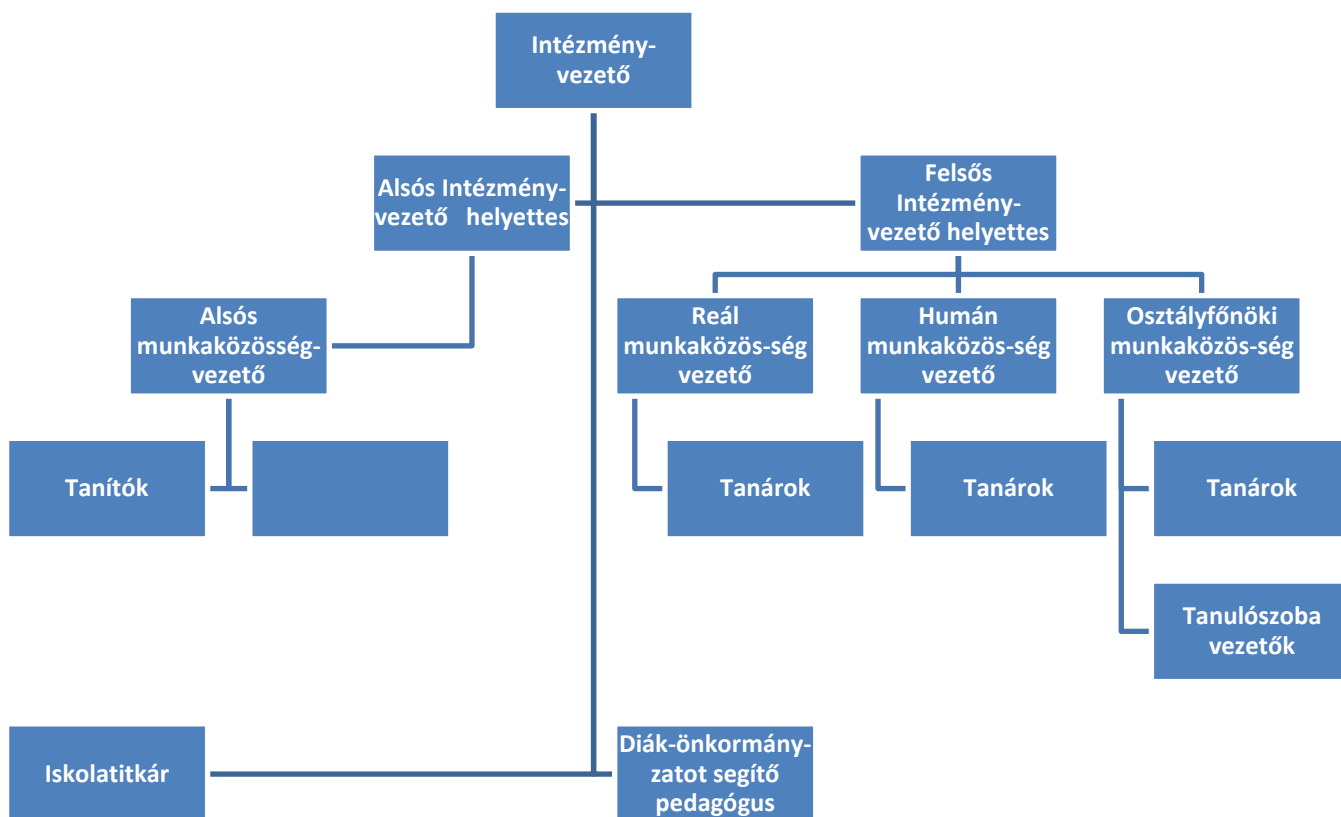 Intézmény-
vezető
Alsós Intézmény-
vezető helyettes
Felsős
Intézmény-
vezető helyettes
Alsós
munkaközösség-
vezető
Reál
munkaközös-ség
vezető
Humán
munkaközös-ség
vezető
Osztályfőnöki
munkaközös-ség
vezető
Tanítók
Tanárok
Tanárok
Tanárok
Tanulószoba
vezetők
Iskolatitkár
Diák-önkormány-
zatot segítő
pedagógus